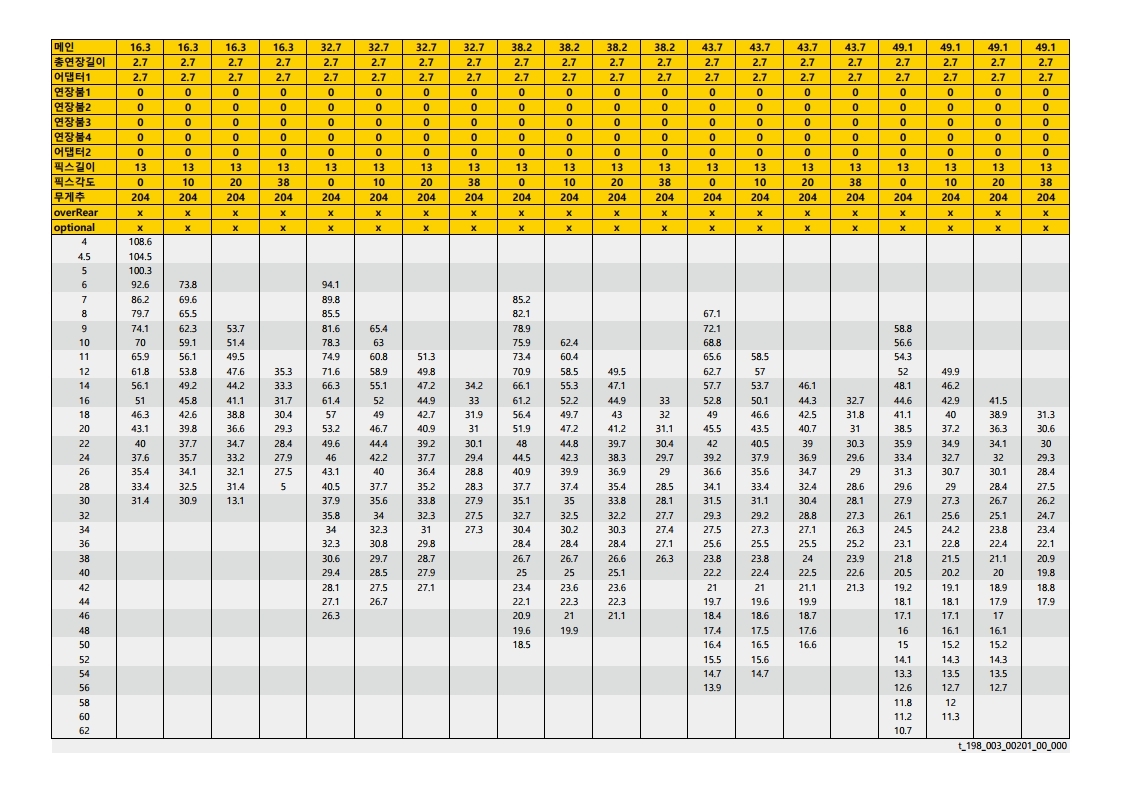 메인 16.3 16.3 16.3 16.3 32.7 32.7 32.7 32.7 38.2 38.2 38.2 38.2 43.7 43.7 43.7 43.7 49.1 49.1 49.1 49.1
총연장길이 2.7 2.7 2.7 2.7 2.7 2.7 2.7 2.7 2.7 2.7 2.7 2.7 2.7 2.7 2.7 2.7 2.7 2.7 2.7 2.7
어댑터1 2.7 2.7 2.7 2.7 2.7 2.7 2.7 2.7 2.7 2.7 2.7 2.7 2.7 2.7 2.7 2.7 2.7 2.7 2.7 2.7
연장붐1 0 0 0 0 0 0 0 0 0 0 0 0 0 0 0 0 0 0 0 0
연장붐2 0 0 0 0 0 0 0 0 0 0 0 0 0 0 0 0 0 0 0 0
연장붐3 0 0 0 0 0 0 0 0 0 0 0 0 0 0 0 0 0 0 0 0
연장붐4 0 0 0 0 0 0 0 0 0 0 0 0 0 0 0 0 0 0 0 0
어댑터2 0 0 0 0 0 0 0 0 0 0 0 0 0 0 0 0 0 0 0 0
픽스길이 13 13 13 13 13 13 13 13 13 13 13 13 13 13 13 13 13 13 13 13
픽스각도 0 10 20 38 0 10 20 38 0 10 20 38 0 10 20 38 0 10 20 38
무게추 204 204 204 204 204 204 204 204 204 204 204 204 204 204 204 204 204 204 204 204
overRear x x x x x x x x x x x x x x x x x x x x
optional x x x x x x x x x x x x x x x x x x x x
4 108.6
4.5 104.5
5 100.3
6 92.6 73.8 94.1
7 86.2 69.6 89.8 85.2
8 79.7 65.5 85.5 82.1 67.1
9 74.1 62.3 53.7 81.6 65.4 78.9 72.1 58.8
10 70 59.1 51.4 78.3 63 75.9 62.4 68.8 56.6
11 65.9 56.1 49.5 74.9 60.8 51.3 73.4 60.4 65.6 58.5 54.3
12 61.8 53.8 47.6 35.3 71.6 58.9 49.8 70.9 58.5 49.5 62.7 57 52 49.9
14 56.1 49.2 44.2 33.3 66.3 55.1 47.2 34.2 66.1 55.3 47.1 57.7 53.7 46.1 48.1 46.2
16 51 45.8 41.1 31.7 61.4 52 44.9 33 61.2 52.2 44.9 33 52.8 50.1 44.3 32.7 44.6 42.9 41.5
18 46.3 42.6 38.8 30.4 57 49 42.7 31.9 56.4 49.7 43 32 49 46.6 42.5 31.8 41.1 40 38.9 31.3
20 43.1 39.8 36.6 29.3 53.2 46.7 40.9 31 51.9 47.2 41.2 31.1 45.5 43.5 40.7 31 38.5 37.2 36.3 30.6
22 40 37.7 34.7 28.4 49.6 44.4 39.2 30.1 48 44.8 39.7 30.4 42 40.5 39 30.3 35.9 34.9 34.1 30
24 37.6 35.7 33.2 27.9 46 42.2 37.7 29.4 44.5 42.3 38.3 29.7 39.2 37.9 36.9 29.6 33.4 32.7 32 29.3
26 35.4 34.1 32.1 27.5 43.1 40 36.4 28.8 40.9 39.9 36.9 29 36.6 35.6 34.7 29 31.3 30.7 30.1 28.4
28 33.4 32.5 31.4 5 40.5 37.7 35.2 28.3 37.7 37.4 35.4 28.5 34.1 33.4 32.4 28.6 29.6 29 28.4 27.5
30 31.4 30.9 13.1 37.9 35.6 33.8 27.9 35.1 35 33.8 28.1 31.5 31.1 30.4 28.1 27.9 27.3 26.7 26.2
32 35.8 34 32.3 27.5 32.7 32.5 32.2 27.7 29.3 29.2 28.8 27.3 26.1 25.6 25.1 24.7
34 34 32.3 31 27.3 30.4 30.2 30.3 27.4 27.5 27.3 27.1 26.3 24.5 24.2 23.8 23.4
36 32.3 30.8 29.8 28.4 28.4 28.4 27.1 25.6 25.5 25.5 25.2 23.1 22.8 22.4 22.1
38 30.6 29.7 28.7 26.7 26.7 26.6 26.3 23.8 23.8 24 23.9 21.8 21.5 21.1 20.9
40 29.4 28.5 27.9 25 25 25.1 22.2 22.4 22.5 22.6 20.5 20.2 20 19.8
42 28.1 27.5 27.1 23.4 23.6 23.6 21 21 21.1 21.3 19.2 19.1 18.9 18.8
44 27.1 26.7 22.1 22.3 22.3 19.7 19.6 19.9 18.1 18.1 17.9 17.9
46 26.3 20.9 21 21.1 18.4 18.6 18.7 17.1 17.1 17
48 19.6 19.9 17.4 17.5 17.6 16 16.1 16.1
50 18.5 16.4 16.5 16.6 15 15.2 15.2
52 15.5 15.6 14.1 14.3 14.3
54 14.7 14.7 13.3 13.5 13.5
56 13.9 12.6 12.7 12.7
58 11.8 12
60 11.2 11.3
62 10.7
t_198_003_00201_00_000